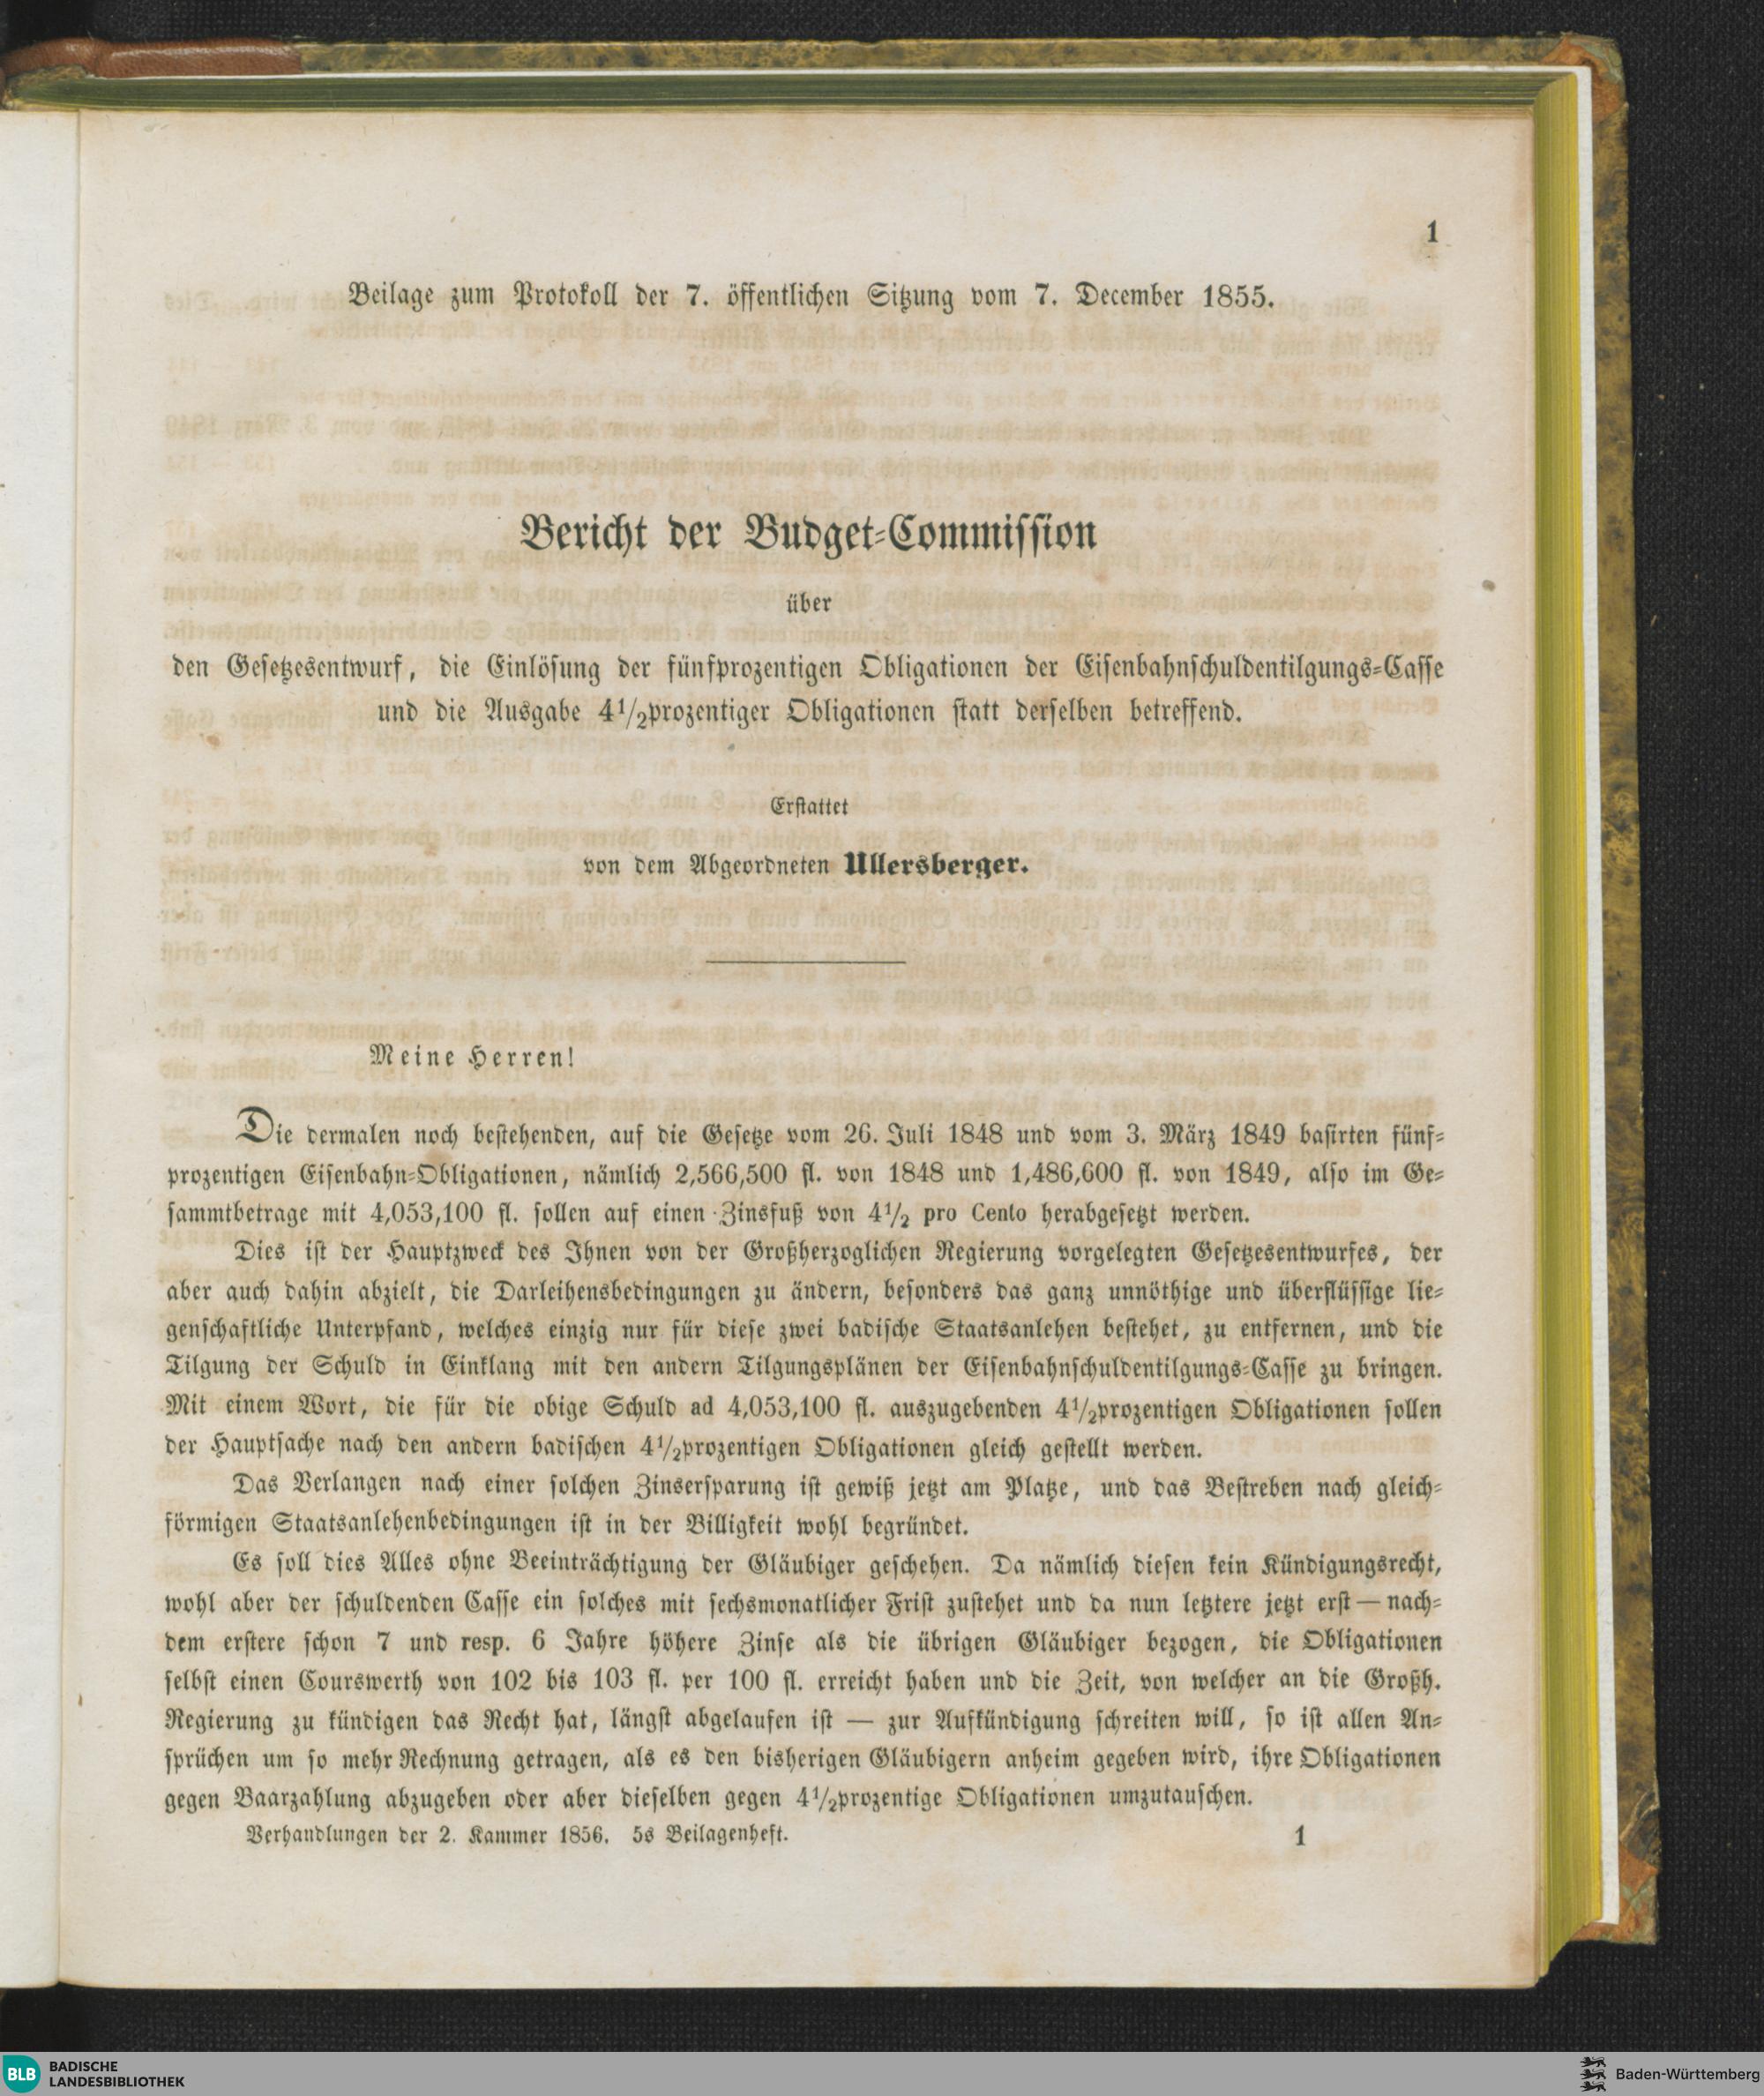 1
Beilage zum Protokoll der 7. öffentlichen Sitzung vom 7. December 1855.
Bericht der Budget-Commission
über
den Gesetzesentwurf, die Einlösung der fünfprozentigen Obligationen der Eisenbahnschuldentilgungs-Casse
und die Ausgabe 4½prozentiger Obligationen statt derselben betreffend.
Erstattet
von dem Abgeordneten Ullersberger.
Meine Herren!
Die dermalen noch bestehenden, auf die Gesetze vom 26. Juli 1848 und vom 3. März 1849 basirten fünf-
prozentigen Eisenbahn-Obligationen, nämlich 2,566,500 fl. von 1848 und 1,486,600 fl. von 1849, also im Ge-
sammtbetrage mit 4,053,100 fl. sollen auf einen Zinsfuß von 4½ pro Cento herabgesetzt werden.
Dies ist der Hauptzweck des Ihnen von der Großherzoglichen Regierung vorgelegten Gesetzesentwurfes, der
aber auch dahin abzielt, die Darleihensbedingungen zu ändern, besonders das ganz unnöthige und überflüssige lie-
genschaftliche Unterpfand, welches einzig nur für diese zwei badische Staatsanlehen bestehet, zu entfernen, und die
Tilgung der Schuld in Einklang mit den andern Tilgungsplänen der Eisenbahnschuldentilgungs-Casse zu bringen.
Mit einem Wort, die für die obige Schuld ad 4,053,100 fl. auszugebenden 4½prozentigen Obligationen sollen
der Hauptsache nach den andern badischen 4½prozentigen Obligationen gleich gestellt werden.
Das Verlangen nach einer solchen Zinsersparung ist gewiß jetzt am Platze, und das Bestreben nach gleich-
förmigen Staatsanlehenbedingungen ist in der Billigkeit wohl begründet.
Es soll dies Alles ohne Beeinträchtigung der Gläubiger geschehen. Da nämlich diesen kein Kündigungsrecht,
wohl aber der schuldenden Casse ein solches mit sechsmonatlicher Frist zustehet und da nun letztere jetzt erst — nach-
dem erstere schon 7 und resp. 6 Jahre höhere Zinse als die übrigen Gläubiger bezogen, die Obligationen
selbst einen Courswerth von 102 bis 103 fl. per 100 fl. erreicht haben und die Zeit, von welcher an die Großh.
Regierung zu kündigen das Recht hat, längst abgelaufen ist — zur Aufkündigung schreiten will, so ist allen An-
sprüchen um so mehr Rechnung getragen, als es den bisherigen Gläubigern anheim gegeben wird, ihre Obligationen
gegen Baarzahlung abzugeben oder aber dieselben gegen 4½prozentige Obligationen umzutauschen.
Verhandlungen der 2. Kammer 1856. 5s Beilagenheft. 1
BLB BADISCHE
LANDESBIBLIOTHEK
Baden-Württemberg